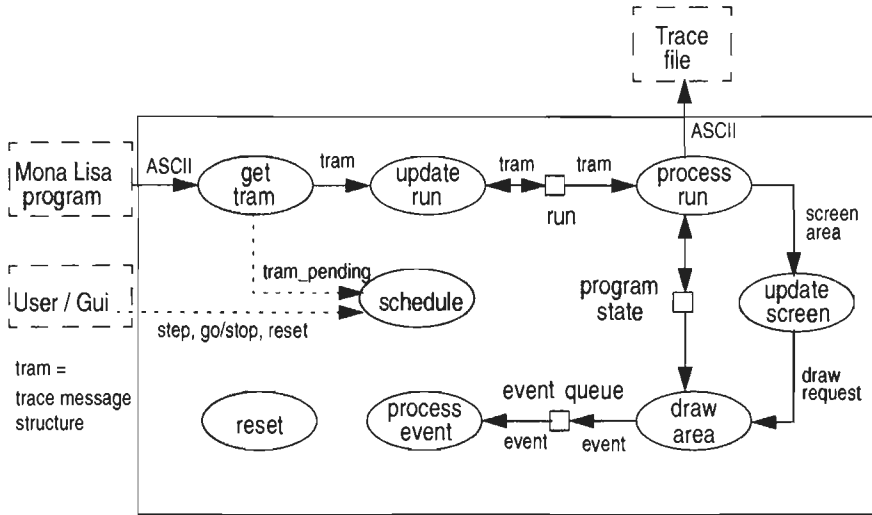 Trace
file
ASCII
Mona Lisa
program
ASCII
get
tram
tram
update
run
tram
tram
run
process
run
screen
area
tram_pending
User / Gui
schedule
step, go/stop, reset
program
state
update
screen
tram =
trace message
structure
reset
process
event
event queue
event
event
draw
area
draw
request